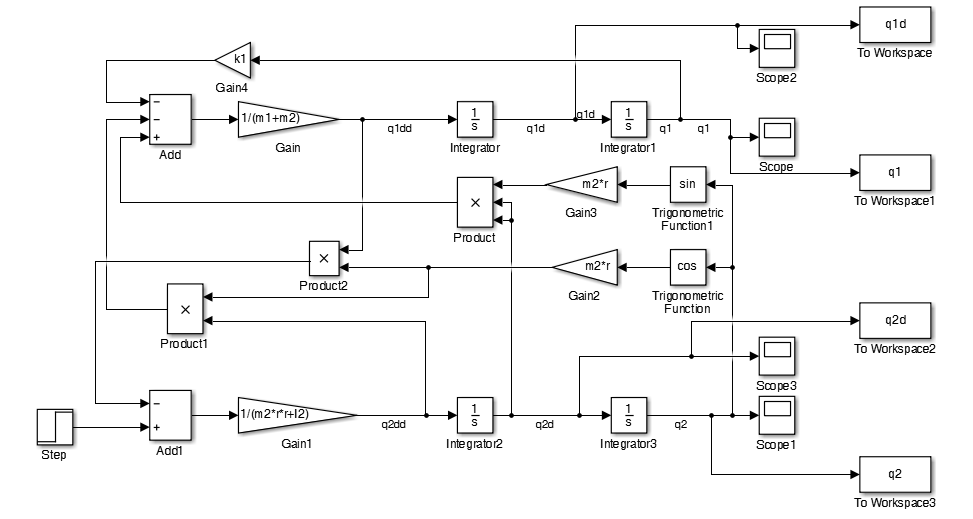 q1d
To Workspace
Scope2
k1
Gain4
−
−
+
Add
1/(m1+m2)
Gain
q1dd
1
s
Integrator
q1d
q1d
1
s
Integrator1
q1
q1
Scope
q1
To Workspace1
×
Product
m2*r
Gain3
sin
Trigonometric
Function1
×
Product2
m2*r
Gain2
cos
Trigonometric
Function
×
Product1
q2d
To Workspace2
Scope3
Step
−
+
Add1
1/(m2*r*r+I2)
Gain1
q2dd
1
s
Integrator2
q2d
1
s
Integrator3
q2
Scope1
q2
To Workspace3